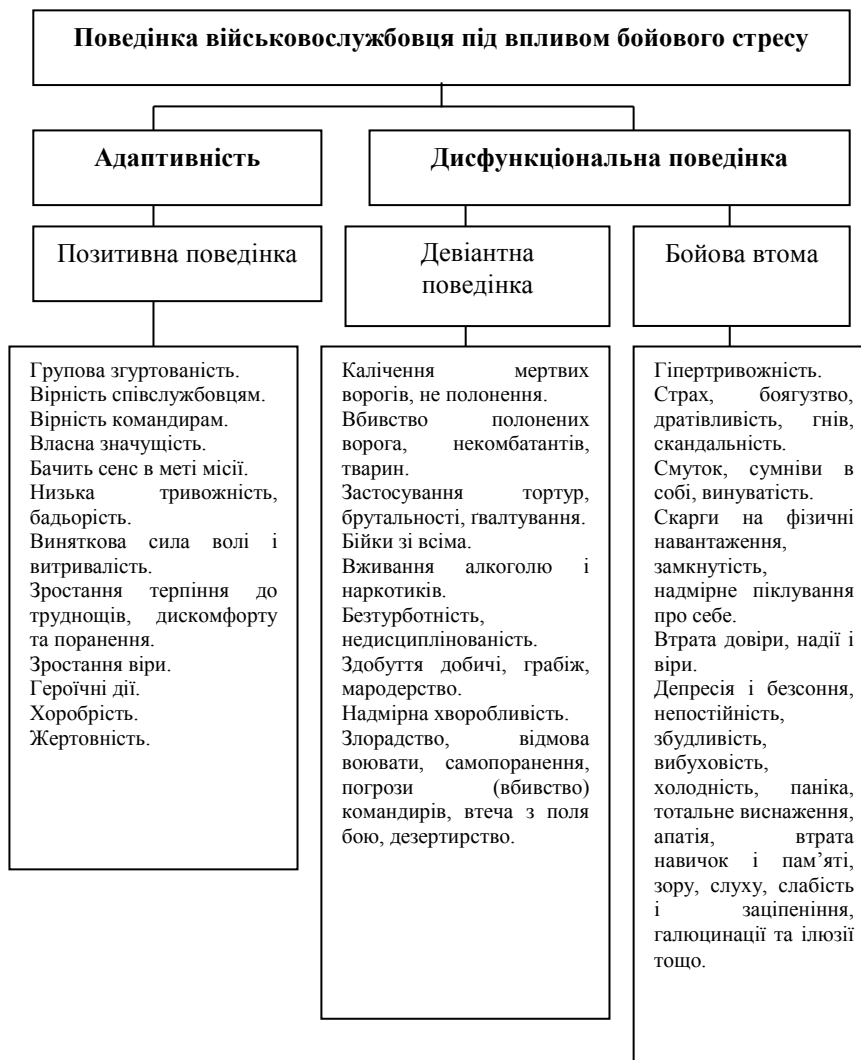 Поведінка військовослужбовця під впливом бойового стресу
Адаптивність
Дисфункціональна поведінка
Позитивна поведінка
Девіантна
поведінка
Бойова втома
Групова згуртованість.
Вірність співслужбовцям.
Вірність командирам.
Власна значущість.
Бачить сенс в меті місії.
Низька тривожність,
бадьорість.
Виняткова сила волі і
витривалість.
Зростання терпіння до
труднощів, дискомфорту
та поранення.
Зростання віри.
Героїчні дії.
Хоробрість.
Жертовність.
Калічення мертвих
ворогів, не полонення.
Вбивство полонених
ворога, некомбатантів,
тварин.
Застосування тортур,
брутальності, ґвалтування.
Бійки зі всіма.
Вживання алкоголю і
наркотиків.
Безтурботність,
недисциплінованість.
Здобуття добичі, грабіж,
мародерство.
Надмірна хворобливість.
Злорадство, відмова
воювати, самопоранення,
погрози (вбивство)
командирів, втеча з поля
бою, дезертирство.
Гіпертривожність.
Страх, боягузтво,
дратівливість, гнів,
скандальність.
Смуток, сумніви в
собі, винуватість.
Скарги на фізичні
навантаження,
замкнутість,
надмірне піклування
про себе.
Втрата довіри, надії і
віри.
Депресія і безсоння,
непостійність,
збудливість,
вибуховість,
холодність, паніка,
тотальне виснаження,
апатія, втрата
навичок і пам’яті,
зору, слуху, слабість
і заціпеніння,
галюцинації та ілюзії
тощо.